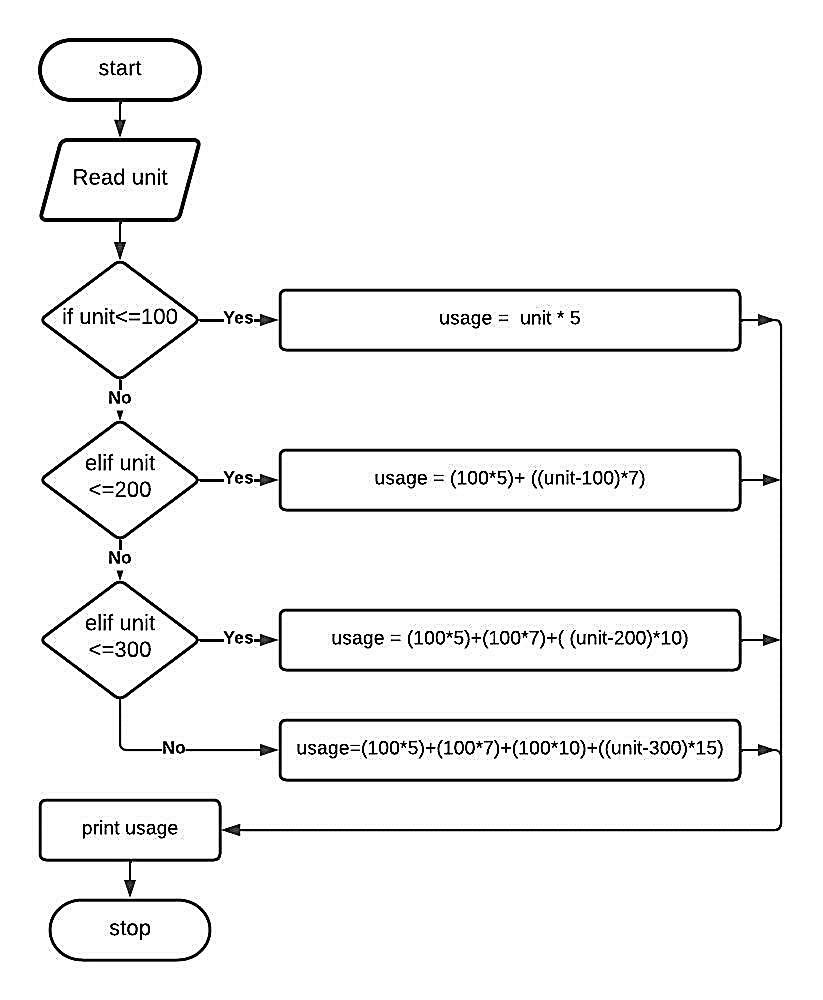 start
Read unit
if unit<=100
Yes
usage =  unit * 5
No
elif unit
<=200
Yes
usage = (100*5)+ ((unit-100)*7)
No
elif unit
<=300
Yes
usage = (100*5)+(100*7)+( (unit-200)*10)
No
usage=(100*5)+(100*7)+(100*10)+((unit-300)*15)
print usage
stop